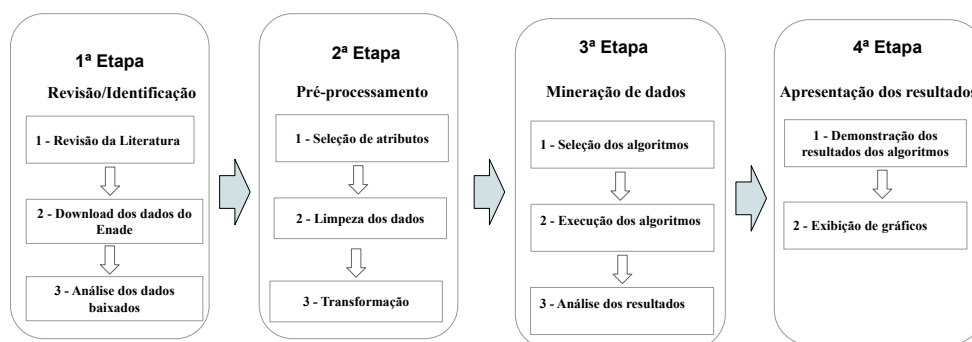 1ª Etapa
Revisão/Identificação
1 - Revisão da Literatura
2 - Download dos dados do
Enade
3 - Análise dos dados
baixados
2ª Etapa
Pré-processamento
1 - Seleção de atributos
2 - Limpeza dos dados
3 - Transformação
3ª Etapa
Mineração de dados
1 - Seleção dos algoritmos
2 - Execução dos algoritmos
3 - Análise dos resultados
4ª Etapa
Apresentação dos resultados
1 - Demonstração dos
resultados dos algoritmos
2 - Exibição de gráficos